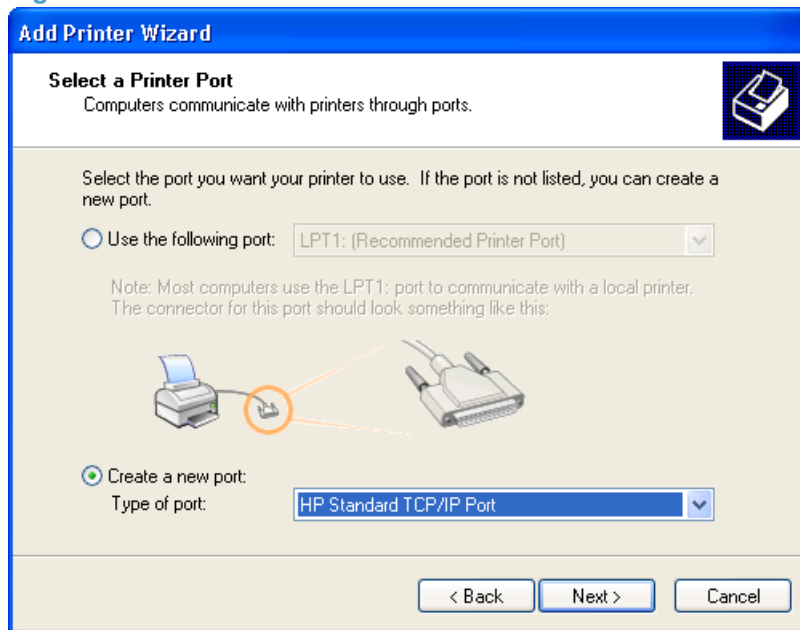 Add Printer Wizard
Select a Printer Port
Computers communicate with printers through ports.
Select the port you want your printer to use. If the port is not listed, you can create a
new port.
Use the following port: LPT1: (Recommended Printer Port)
Note: Most computers use the LPT1: port to communicate with a local printer.
The connector for this port should look something like this:
Create a new port:
Type of port: HP Standard TCP/IP Port
< Back Next > Cancel